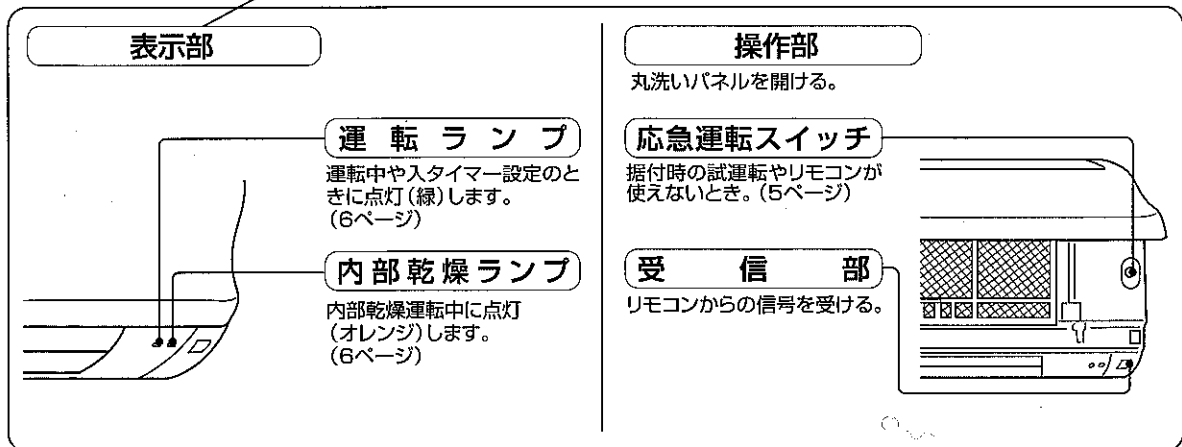 表示部
運転ランプ
運転中や入タイマー設定のと
きに点灯(緑)します。
(6ページ)
内部乾燥ランプ
内部乾燥運転中に点灯
(オレンジ)します。
(6ページ)
操作部
丸洗いパネルを開ける。
応急運転スイッチ
据付時の試運転やリモコンが
使えないとき。(5ページ)
受信部
リモコンからの信号を受ける。